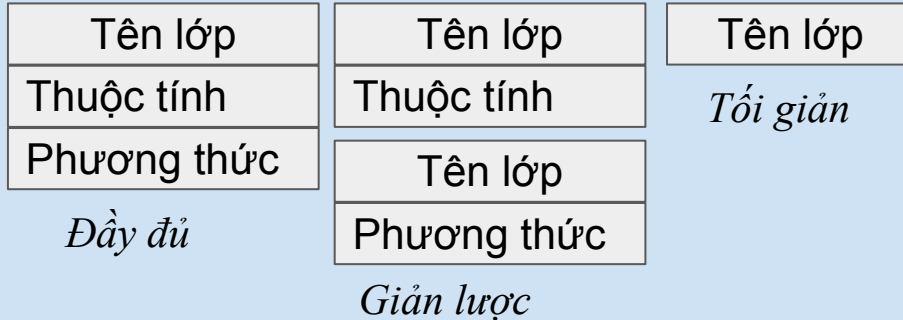 Tên lớp
Thuộc tính
Phương thức
Đầy đủ
Tên lớp
Thuộc tính
Tên lớp
Phương thức
Giản lược
Tên lớp
Tối giản